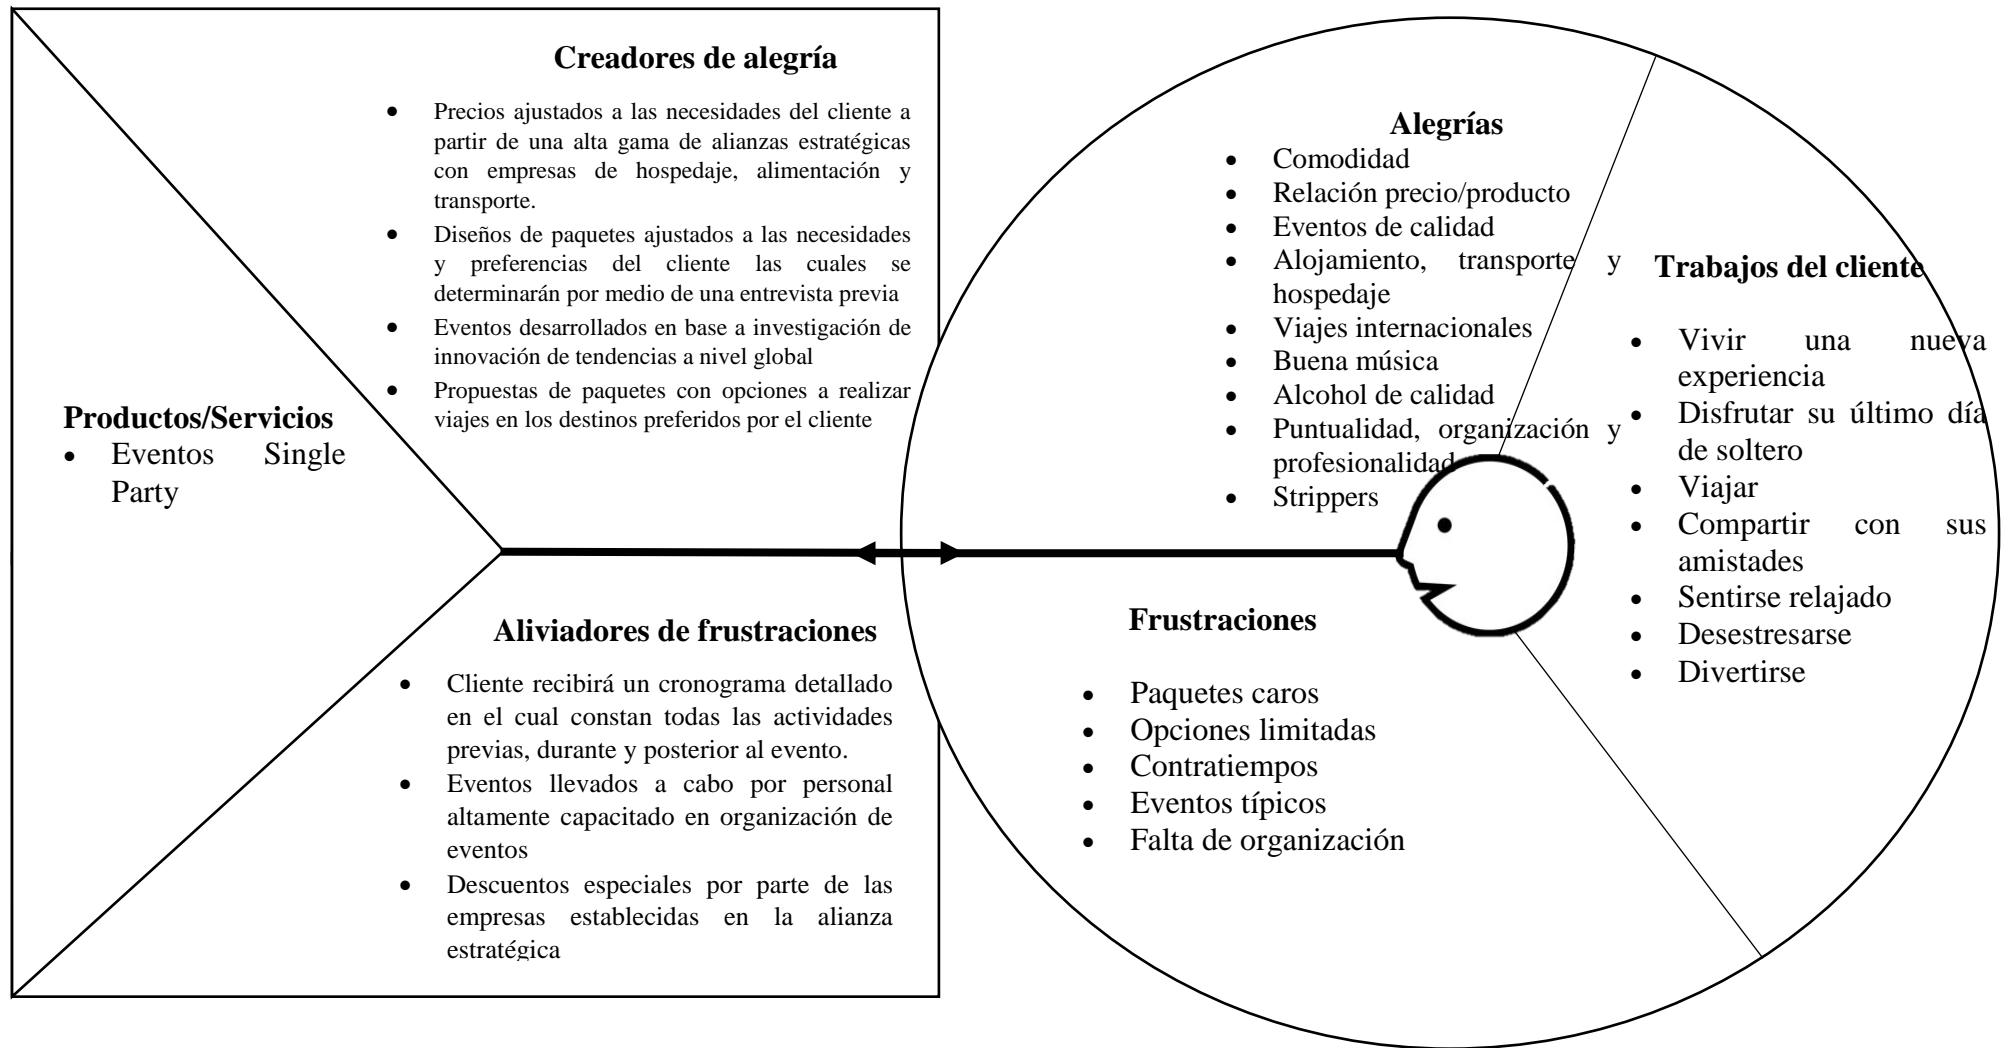 Productos/Servicios
• Eventos Single
Party
Creadores de alegría
• Precios ajustados a las necesidades del cliente a
partir de una alta gama de alianzas estratégicas
con empresas de hospedaje, alimentación y
transporte.
• Diseños de paquetes ajustados a las necesidades
y preferencias del cliente las cuales se
determinarán por medio de una entrevista previa
• Eventos desarrollados en base a investigación de
innovación de tendencias a nivel global
• Propuestas de paquetes con opciones a realizar
viajes en los destinos preferidos por el cliente
Aliviadores de frustraciones
• Cliente recibirá un cronograma detallado
en el cual constan todas las actividades
previas, durante y posterior al evento.
• Eventos llevados a cabo por personal
altamente capacitado en organización de
eventos
• Descuentos especiales por parte de las
empresas establecidas en la alianza
estratégica
Alegrías
• Comodidad
• Relación precio/producto
• Eventos de calidad
• Alojamiento, transporte y
hospedaje
• Viajes internacionales
• Buena música
• Alcohol de calidad
• Puntualidad, organización y
profesionalidad
• Strippers
Frustraciones
• Paquetes caros
• Opciones limitadas
• Contratiempos
• Eventos típicos
• Falta de organización
Trabajos del cliente
• Vivir una nueva
experiencia
• Disfrutar su último día
de soltero
• Viajar
• Compartir con sus
amistades
• Sentirse relajado
• Desestresarse
• Divertirse